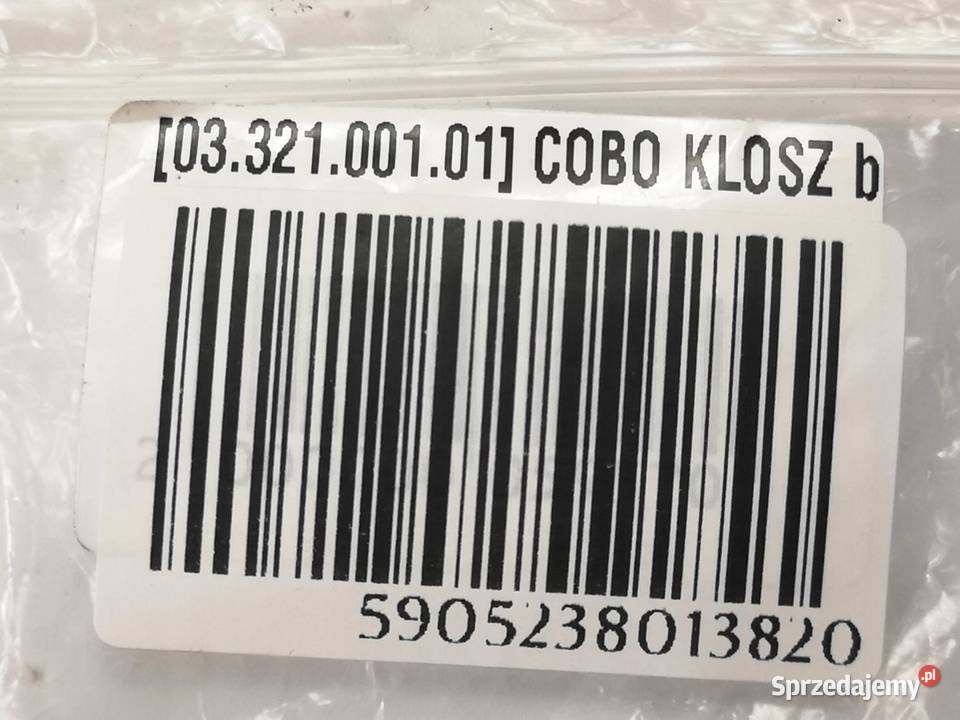 [03.321.001.01] COBO KLOSZ b
5905238013820
Sprzedajemy.pl